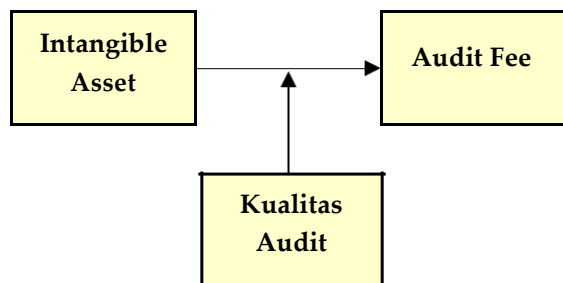 Intangible
Asset
Audit Fee
Kualitas
Audit